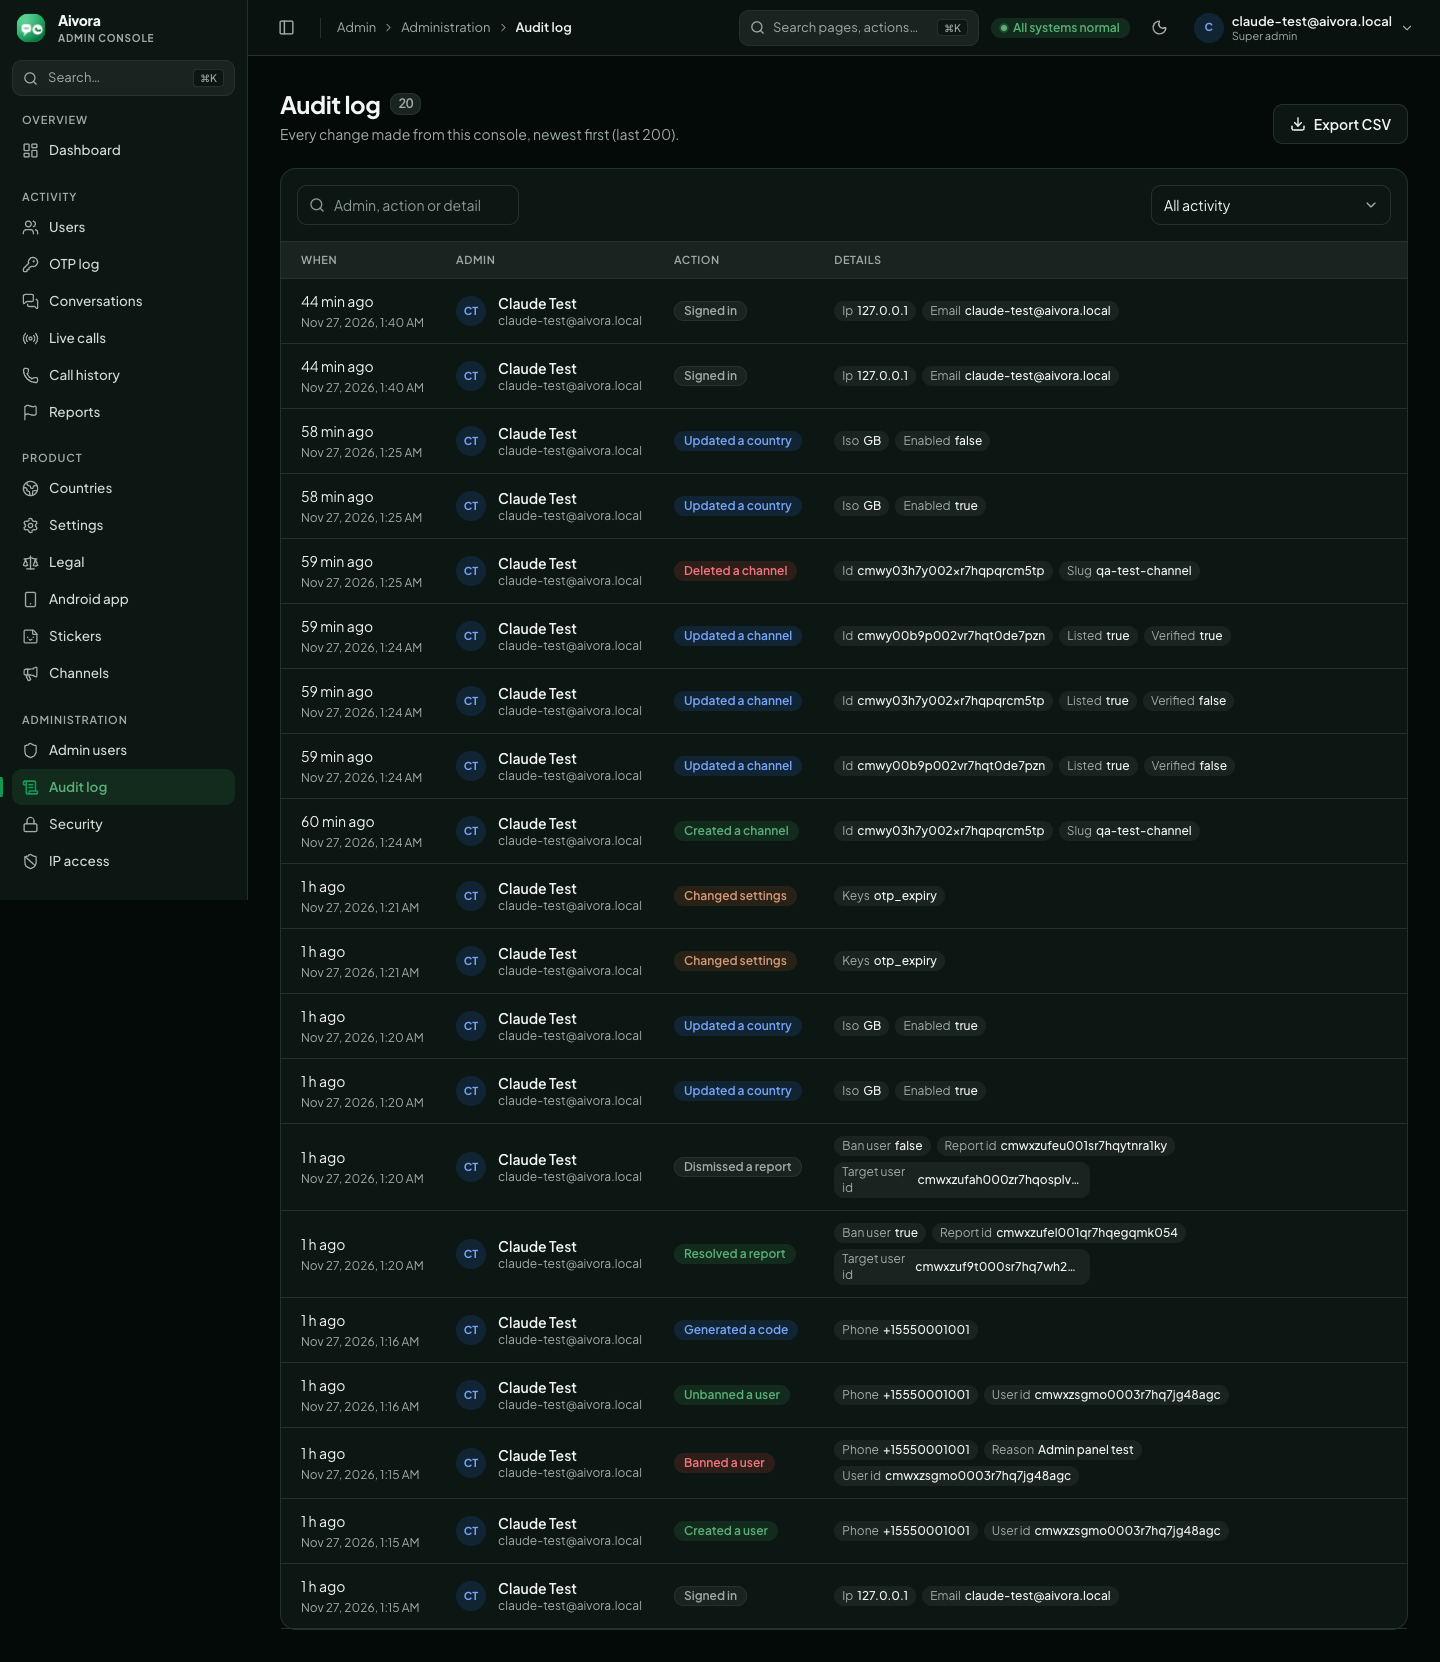 Aivora
ADMIN CONSOLE
Search... ⌘K
OVERVIEW
Dashboard
ACTIVITY
Users
OTP log
Conversations
Live calls
Call history
Reports
PRODUCT
Countries
Settings
Legal
Android app
Stickers
Channels
ADMINISTRATION
Admin users
Audit log
Security
IP access
Admin > Administration > Audit log
Search pages, actions... ⌘K
All systems normal
C
claude-test@aivora.local
Super admin
Audit log 20
Every change made from this console, newest first (last 200).
Export CSV
Admin, action or detail
All activity
WHEN ADMIN ACTION DETAILS
44 min ago
Nov 27, 2026, 1:40 AM
CT
Claude Test
claude-test@aivora.local
Signed in
Ip 127.0.0.1 Email claude-test@aivora.local
44 min ago
Nov 27, 2026, 1:40 AM
CT
Claude Test
claude-test@aivora.local
Signed in
Ip 127.0.0.1 Email claude-test@aivora.local
58 min ago
Nov 27, 2026, 1:25 AM
CT
Claude Test
claude-test@aivora.local
Updated a country
Iso GB Enabled false
58 min ago
Nov 27, 2026, 1:25 AM
CT
Claude Test
claude-test@aivora.local
Updated a country
Iso GB Enabled true
59 min ago
Nov 27, 2026, 1:25 AM
CT
Claude Test
claude-test@aivora.local
Deleted a channel
Id cmwy03h7y002xr7hqpqrcm5tp Slug qa-test-channel
59 min ago
Nov 27, 2026, 1:24 AM
CT
Claude Test
claude-test@aivora.local
Updated a channel
Id cmwy00b9p002vr7hqt0de7pzn Listed true Verified true
59 min ago
Nov 27, 2026, 1:24 AM
CT
Claude Test
claude-test@aivora.local
Updated a channel
Id cmwy03h7y002xr7hqpqrcm5tp Listed true Verified false
59 min ago
Nov 27, 2026, 1:24 AM
CT
Claude Test
claude-test@aivora.local
Updated a channel
Id cmwy00b9p002vr7hqt0de7pzn Listed true Verified false
60 min ago
Nov 27, 2026, 1:24 AM
CT
Claude Test
claude-test@aivora.local
Created a channel
Id cmwy03h7y002xr7hqpqrcm5tp Slug qa-test-channel
1 h ago
Nov 27, 2026, 1:21 AM
CT
Claude Test
claude-test@aivora.local
Changed settings
Keys otp_expiry
1 h ago
Nov 27, 2026, 1:21 AM
CT
Claude Test
claude-test@aivora.local
Changed settings
Keys otp_expiry
1 h ago
Nov 27, 2026, 1:20 AM
CT
Claude Test
claude-test@aivora.local
Updated a country
Iso GB Enabled true
1 h ago
Nov 27, 2026, 1:20 AM
CT
Claude Test
claude-test@aivora.local
Updated a country
Iso GB Enabled true
1 h ago
Nov 27, 2026, 1:20 AM
CT
Claude Test
claude-test@aivora.local
Dismissed a report
Ban user false Report id cmwxzufeu001sr7hqytnra1ky
Target user id cmwxzufah000zr7hqosplv...
1 h ago
Nov 27, 2026, 1:20 AM
CT
Claude Test
claude-test@aivora.local
Resolved a report
Ban user true Report id cmwxzufel001qr7hqegqmk054
Target user id cmwxzuf9t000sr7hq7wh2...
1 h ago
Nov 27, 2026, 1:16 AM
CT
Claude Test
claude-test@aivora.local
Generated a code
Phone +15550001001
1 h ago
Nov 27, 2026, 1:16 AM
CT
Claude Test
claude-test@aivora.local
Unbanned a user
Phone +15550001001 User id cmwxzsgmo0003r7hq7jg48agc
1 h ago
Nov 27, 2026, 1:15 AM
CT
Claude Test
claude-test@aivora.local
Banned a user
Phone +15550001001 Reason Admin panel test
User id cmwxzsgmo0003r7hq7jg48agc
1 h ago
Nov 27, 2026, 1:15 AM
CT
Claude Test
claude-test@aivora.local
Created a user
Phone +15550001001 User id cmwxzsgmo0003r7hq7jg48agc
1 h ago
Nov 27, 2026, 1:15 AM
CT
Claude Test
claude-test@aivora.local
Signed in
Ip 127.0.0.1 Email claude-test@aivora.local